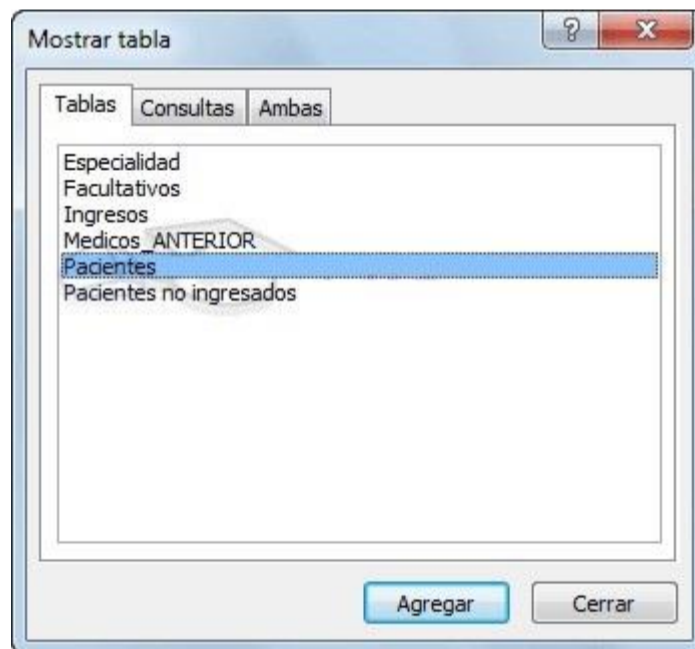 Mostrar tabla
?
Tablas Consultas Ambas
Especialidad
Facultativos
Ingresos
Medicos_ANTERIOR
Pacientes
Pacientes no ingresados
Agregar Cerrar